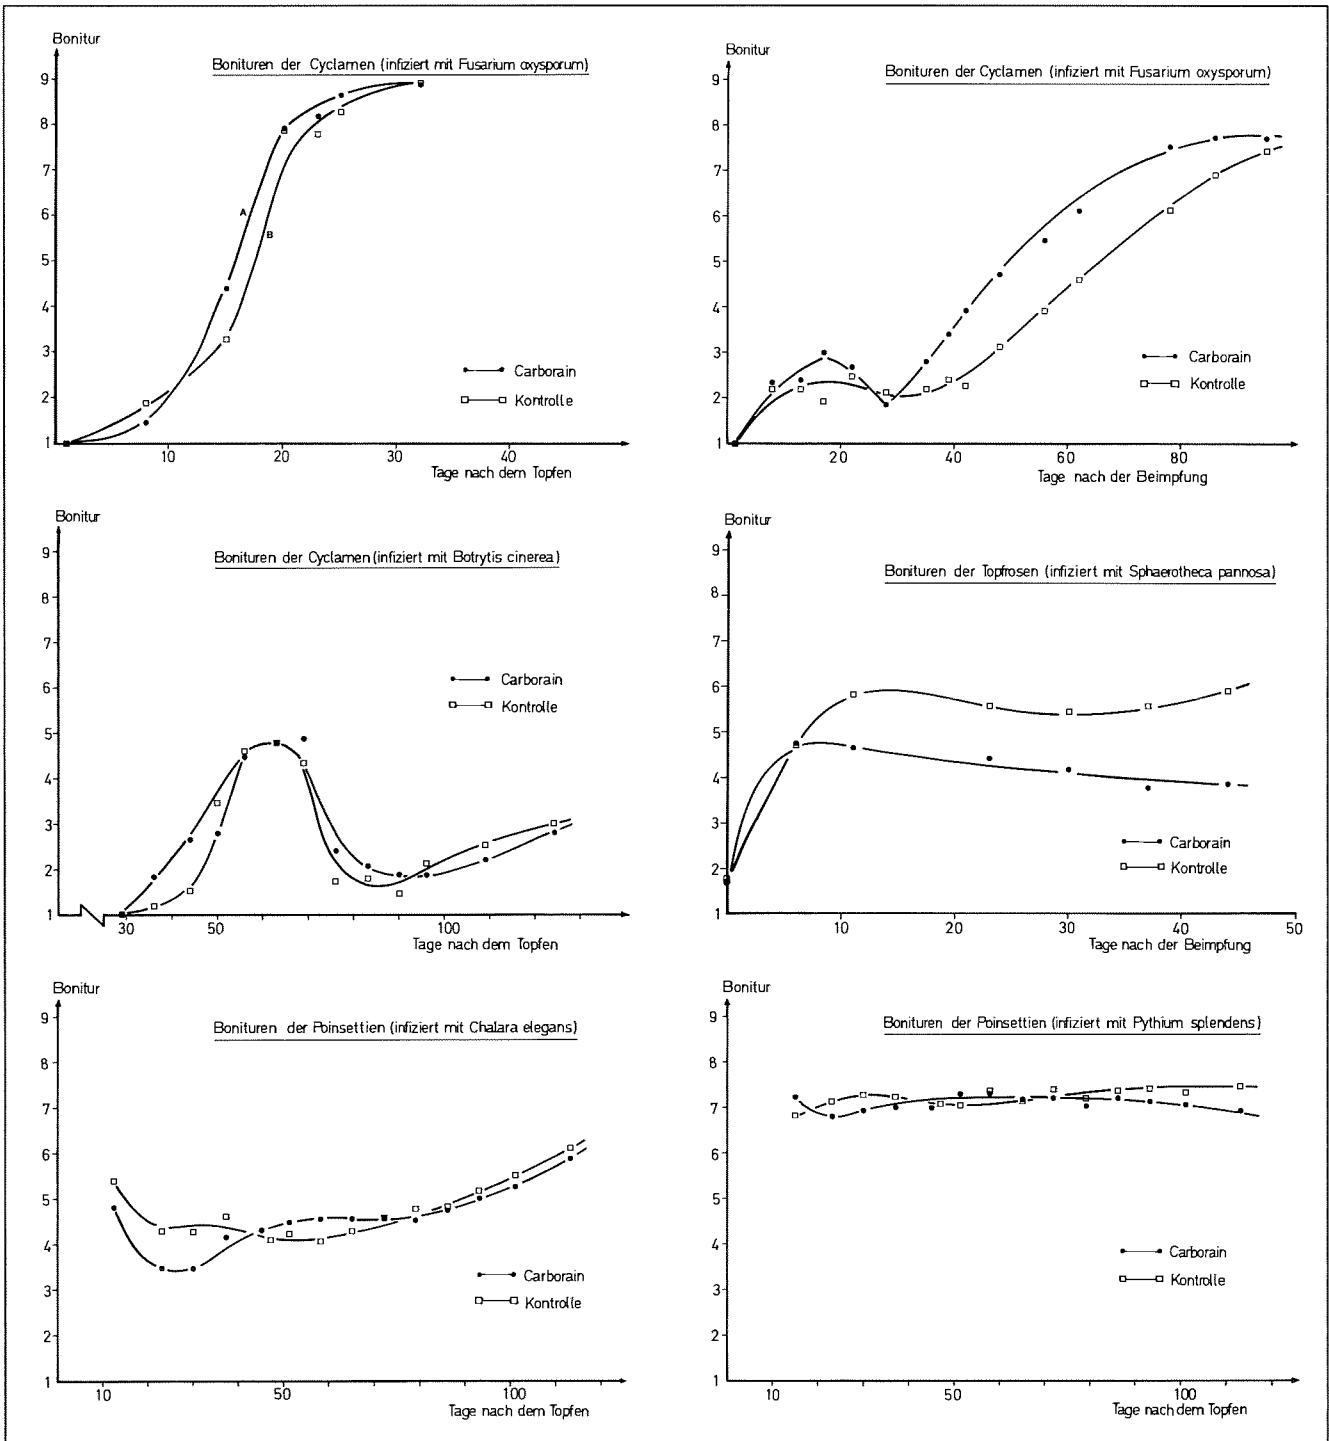 Bonitur
Bonituren der Cyclamen (infiziert mit Fusarium oxysporum)
9
8
7
6
5
4
3
2
1
A
B
Carborain
Kontrolle
10
20
30
40
Tage nach dem Topfen
Bonitur
Bonituren der Cyclamen (infiziert mit Fusarium oxysporum)
9
8
7
6
5
4
3
2
1
Carborain
Kontrolle
20
40
60
80
Tage nach der Beimpfung
Bonitur
Bonituren der Cyclamen (infiziert mit Botrytis cinerea)
9
8
7
6
5
4
3
2
1
Carborain
Kontrolle
30
50
100
Tage nach dem Topfen
Bonitur
Bonituren der Topfrosen (infiziert mit Sphaerotheca pannosa)
9
8
7
6
5
4
3
2
1
Carborain
Kontrolle
10
20
30
40
50
Tage nach der Beimpfung
Bonitur
Bonituren der Poinsettien (infiziert mit Chalara elegans)
9
8
7
6
5
4
3
2
1
Carborain
Kontrolle
10
50
100
Tage nach dem Topfen
Bonitur
Bonituren der Poinsettien (infiziert mit Pythium splendens)
9
8
7
6
5
4
3
2
1
Carborain
Kontrolle
10
50
100
Tage nach dem Topfen